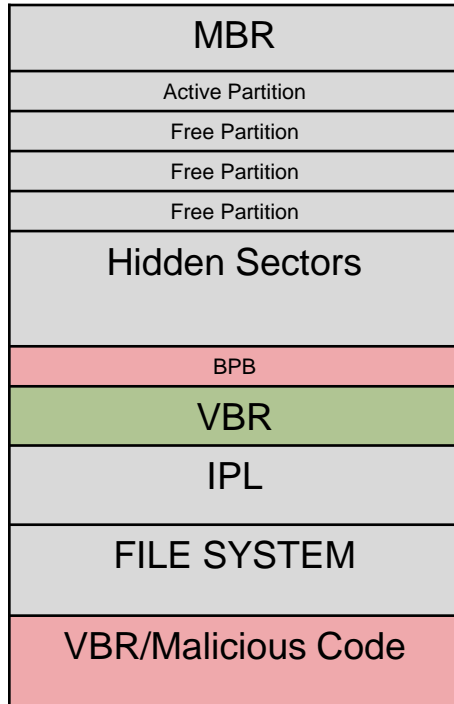 MBR
Active Partition
Free Partition
Free Partition
Free Partition
Hidden Sectors
BPB
VBR
IPL
FILE SYSTEM
VBR/Malicious Code